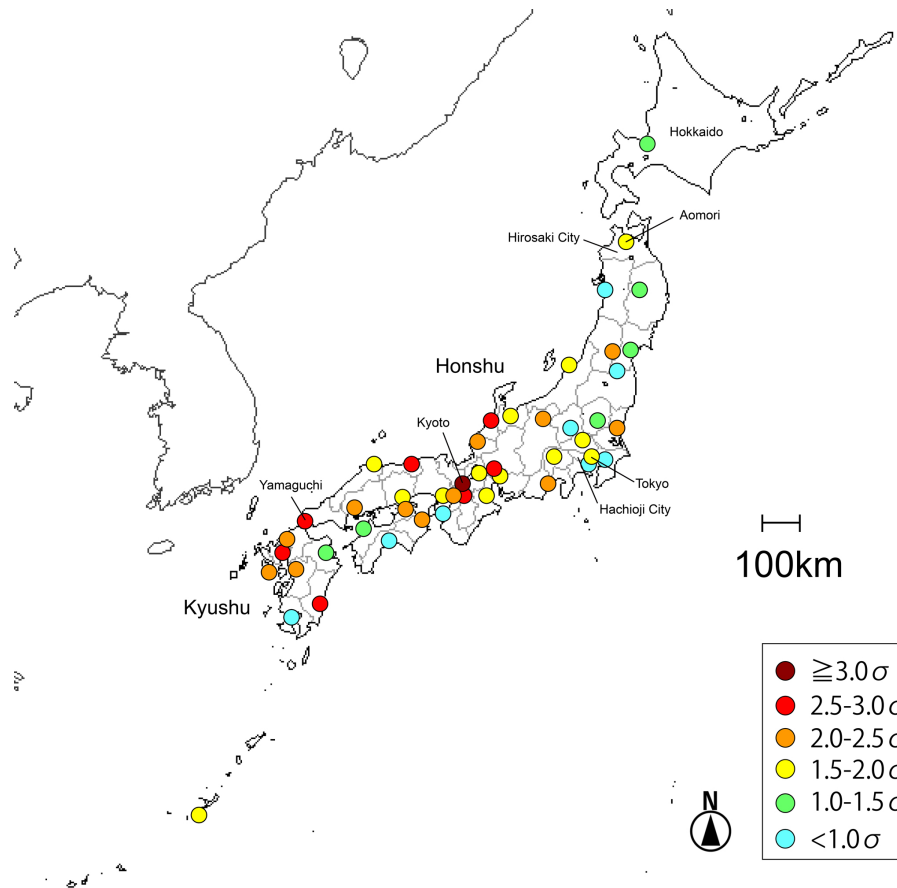 Hokkaido
Aomori
Hirosaki City
Honshu
Kyoto
Yamaguchi
Tokyo
Hachioji City
100km
Kyushu
≧3.0σ
2.5-3.0σ
2.0-2.5σ
1.5-2.0σ
1.0-1.5σ
<1.0σ
N